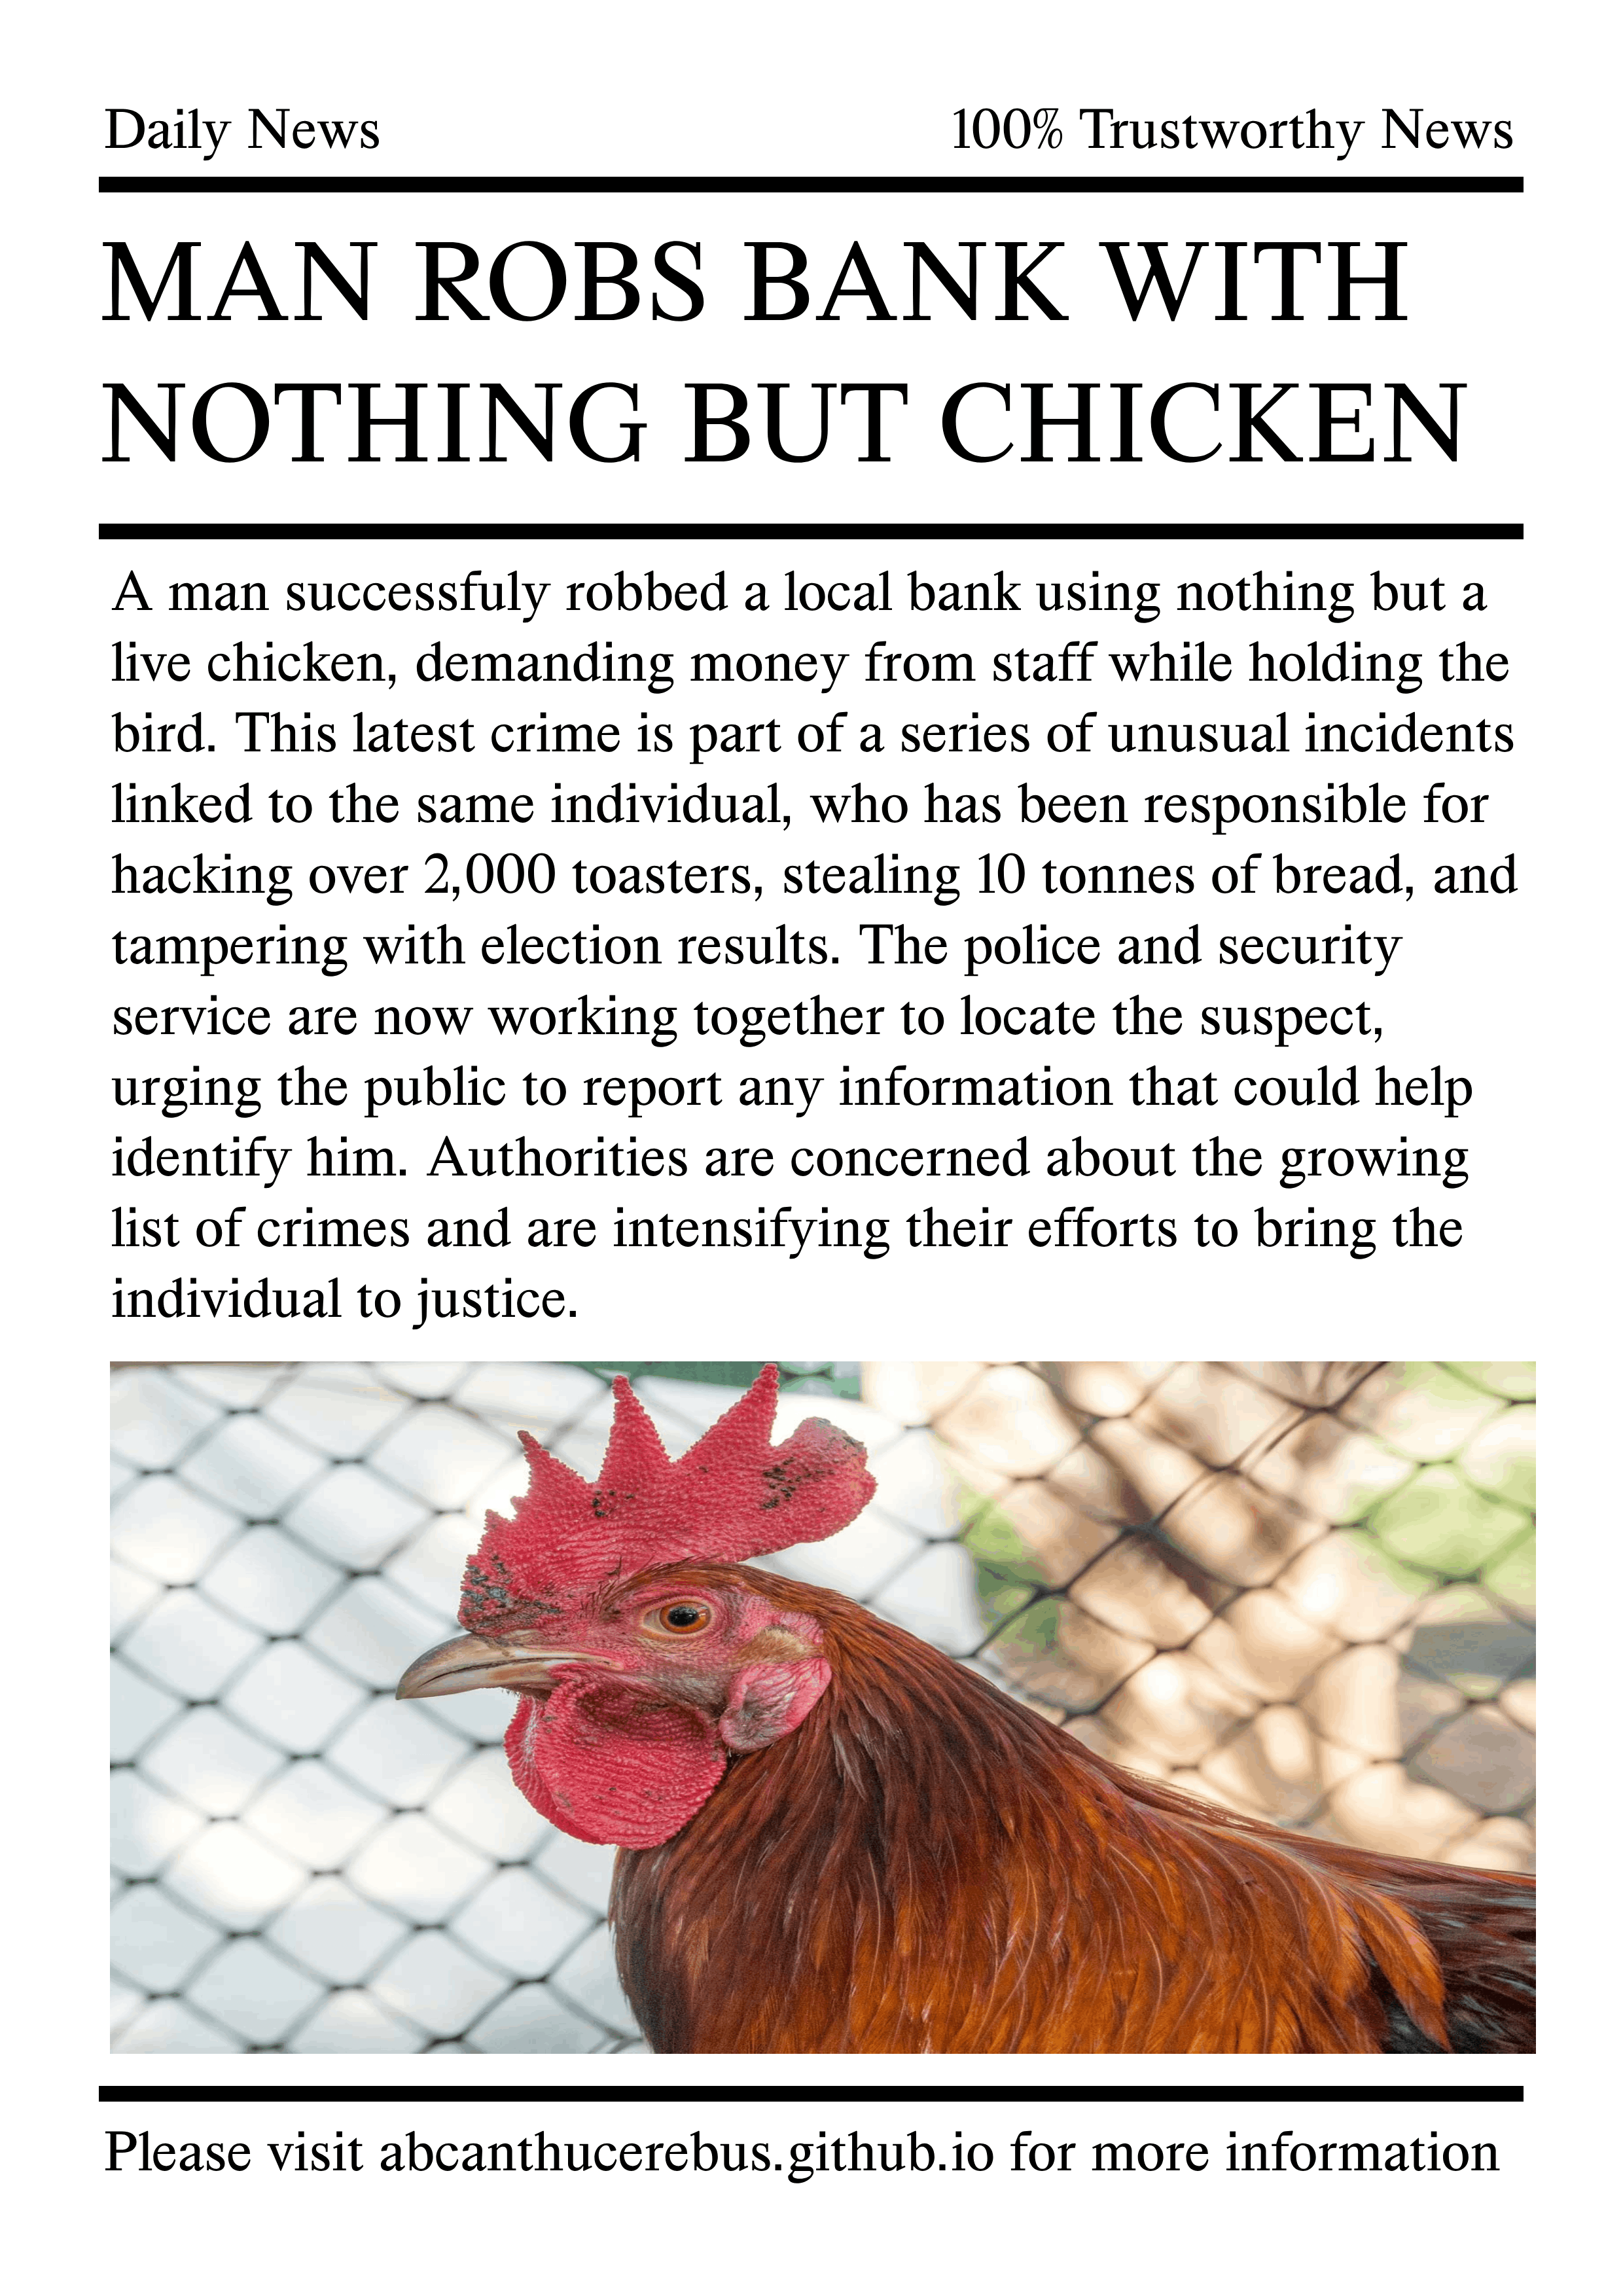 Daily News
100% Trustworthy News
MAN ROBS BANK WITH
NOTHING BUT CHICKEN
A man successfuly robbed a local bank using nothing but a
live chicken, demanding money from staff while holding the
bird. This latest crime is part of a series of unusual incidents
linked to the same individual, who has been responsible for
hacking over 2,000 toasters, stealing 10 tonnes of bread, and
tampering with election results. The police and security
service are now working together to locate the suspect,
urging the public to report any information that could help
identify him. Authorities are concerned about the growing
list of crimes and are intensifying their efforts to bring the
individual to justice.
Please visit abcanthucerebus.github.io for more information